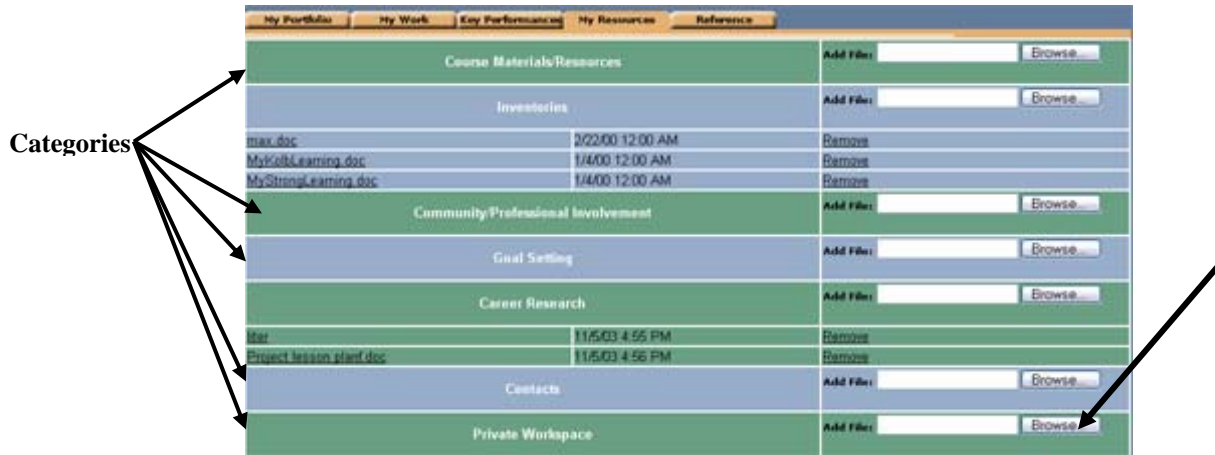 My Portfolio My Work Key Performances My Resources Reference
Course Materials/Resources Add File: Browse...
Inventories Add File: Browse...
max.doc 2/22/00 12:00 AM Remove
Categories
MyKolbLearning.doc 1/4/00 12:00 AM Remove
MyStrongLearning.doc 1/4/00 12:00 AM Remove
Community/Professional Involvement Add File: Browse...
Goal Setting Add File: Browse...
Career Research Add File: Browse...
11/5/03 4:55 PM Remove
Project lesson planf.doc 11/5/03 4:56 PM Remove
Contacts Add File: Browse...
Private Workspace Add File: Browse...